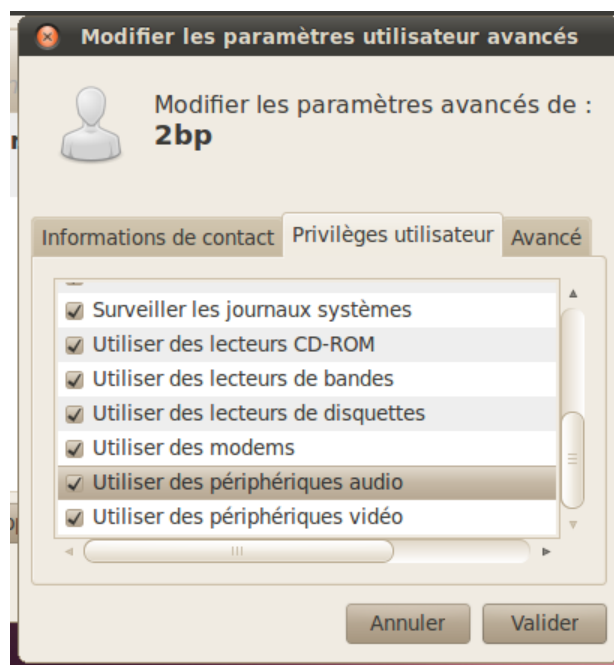 Modifier les paramètres utilisateur avancés
Modifier les paramètres avancés de :
2bp
Informations de contact
Privilèges utilisateur
Avancé
Surveiller les journaux systèmes
Utiliser des lecteurs CD-ROM
Utiliser des lecteurs de bandes
Utiliser des lecteurs de disquettes
Utiliser des modems
Utiliser des périphériques audio
Utiliser des périphériques vidéo
Annuler
Valider